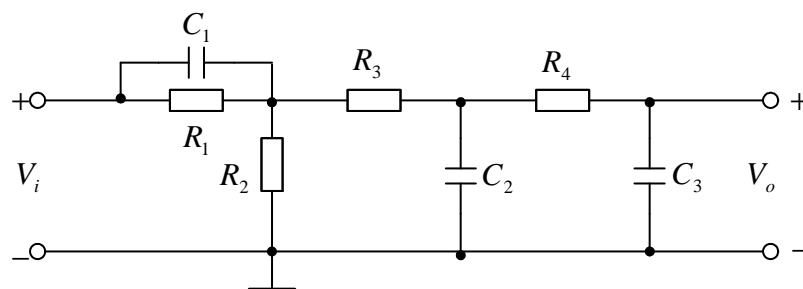 C₁
R₃ R₄
+ +
R₁
Vᵢ R₂ C₂ C₃ Vₒ
− −